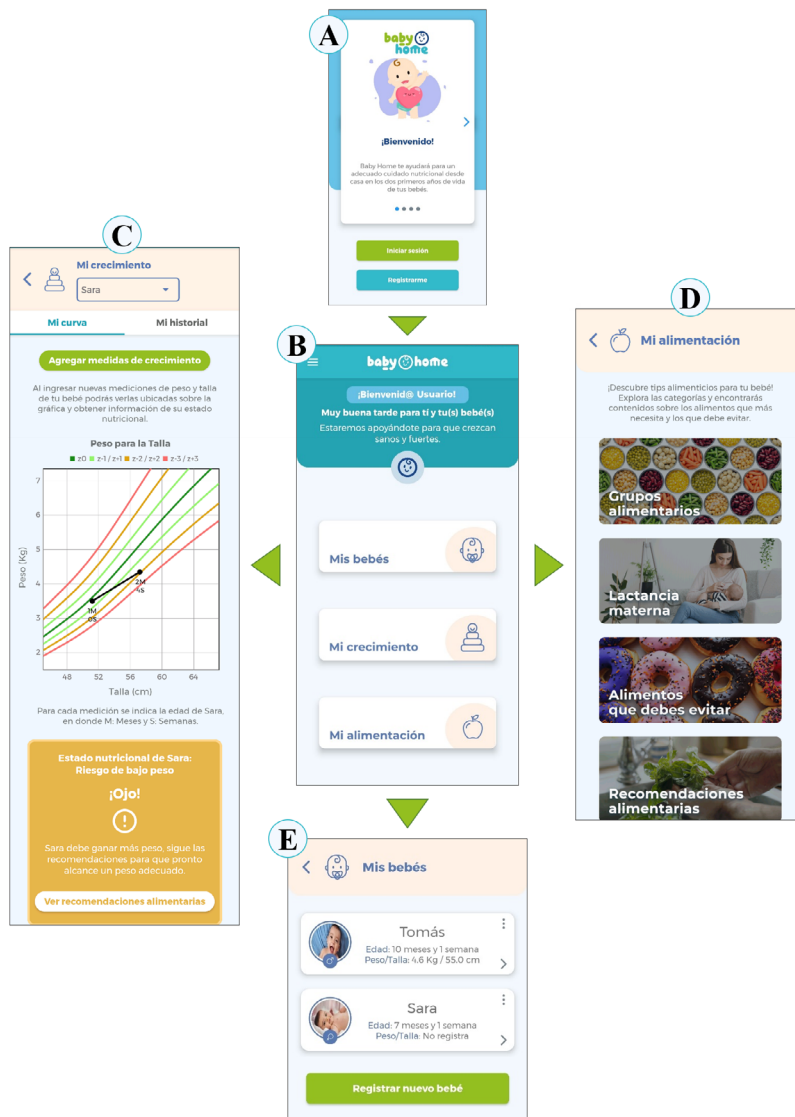 A
baby
home
¡Bienvenido!
Baby Home te ayudará para un
adecuado cuidado nutricional desde
casa en los dos primeros años de vida
de tus bebés.
Iniciar sesión
Registrarme
C
Mi crecimiento
Sara
Mi curva
Mi historial
Agregar medidas de crecimiento
Al ingresar nuevas mediciones de peso y talla
de tu bebé podrás verlas ubicadas sobre la
gráfica y obtener información de su estado
nutricional.
Peso para la Talla
z0 z-1 / z+1 z-2 / z+2 z-3 / z+3
7
6
5
4
3
2
Peso (Kg)
1M
0S
2M
4S
48 52 56 60 64
Talla (cm)
Para cada medición se indica la edad de Sara,
en donde M: Meses y S: Semanas.
Estado nutricional de Sara:
Riesgo de bajo peso
¡Ojo!
Sara debe ganar más peso, sigue las
recomendaciones para que pronto
alcance un peso adecuado.
Ver recomendaciones alimentarias
B
baby home
¡Bienvenid@ Usuario!
Muy buena tarde para tí y tu(s) bebé(s)
Estaremos apoyándote para que crezcan
sanos y fuertes.
Mis bebés
Mi crecimiento
Mi alimentación
D
Mi alimentación
¡Descubre tips alimenticios para tu bebé!
Explora las categorías y encontrarás
contenidos sobre los alimentos que más
necesita y los que debe evitar.
Grupos
alimentarios
Lactancia
materna
Alimentos
que debes evitar
Recomendaciones
alimentarias
E
Mis bebés
Tomás
Edad: 10 meses y 1 semana
Peso/Talla: 4.6 Kg / 55.0 cm
Sara
Edad: 7 meses y 1 semana
Peso/Talla: No registra
Registrar nuevo bebé